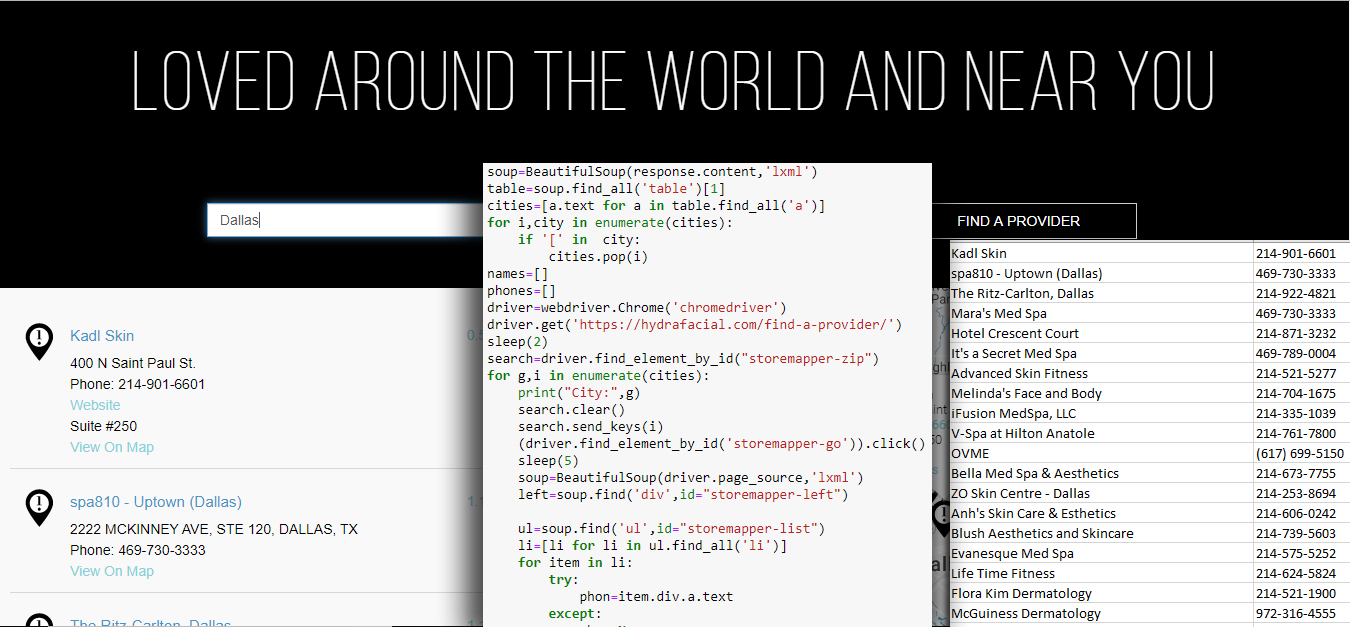 LOVED AROUND THE WORLD AND NEAR YOU
Dallas
FIND A PROVIDER
Kadl Skin
400 N Saint Paul St.
Phone: 214-901-6601
Website
Suite #250
View On Map
spa810 - Uptown (Dallas)
2222 MCKINNEY AVE, STE 120, DALLAS, TX
Phone: 469-730-3333
View On Map
The Ritz-Carlton, Dallas
soup=BeautifulSoup(response.content,'lxml')
table=soup.find_all('table')[1]
cities=[a.text for a in table.find_all('a')]
for i,city in enumerate(cities):
    if '[' in  city:
        cities.pop(i)
names=[]
phones=[]
driver=webdriver.Chrome('chromedriver')
driver.get('https://hydrafacial.com/find-a-provider/')
sleep(2)
search=driver.find_element_by_id("storemapper-zip")
for g,i in enumerate(cities):
    print("City:",g)
    search.clear()
    search.send_keys(i)
    (driver.find_element_by_id('storemapper-go')).click()
    sleep(5)
    soup=BeautifulSoup(driver.page_source,'lxml')
    left=soup.find('div',id="storemapper-left")
    ul=soup.find('ul',id="storemapper-list")
    li=[li for li in ul.find_all('li')]
    for item in li:
        try:
            phon=item.div.a.text
        except:
Kadl Skin 214-901-6601
spa810 - Uptown (Dallas) 469-730-3333
The Ritz-Carlton, Dallas 214-922-4821
Mara's Med Spa 469-730-3333
Hotel Crescent Court 214-871-3232
It's a Secret Med Spa 469-789-0004
Advanced Skin Fitness 214-521-5277
Melinda's Face and Body 214-704-1675
iFusion MedSpa, LLC 214-335-1039
V-Spa at Hilton Anatole 214-761-7800
OVME (617) 699-5150
Bella Med Spa & Aesthetics 214-673-7755
ZO Skin Centre - Dallas 214-253-8694
Anh's Skin Care & Esthetics 214-606-0242
Blush Aesthetics and Skincare 214-739-5603
Evanesque Med Spa 214-575-5252
Life Time Fitness 214-624-5824
Flora Kim Dermatology 214-521-1900
McGuiness Dermatology 972-316-4555